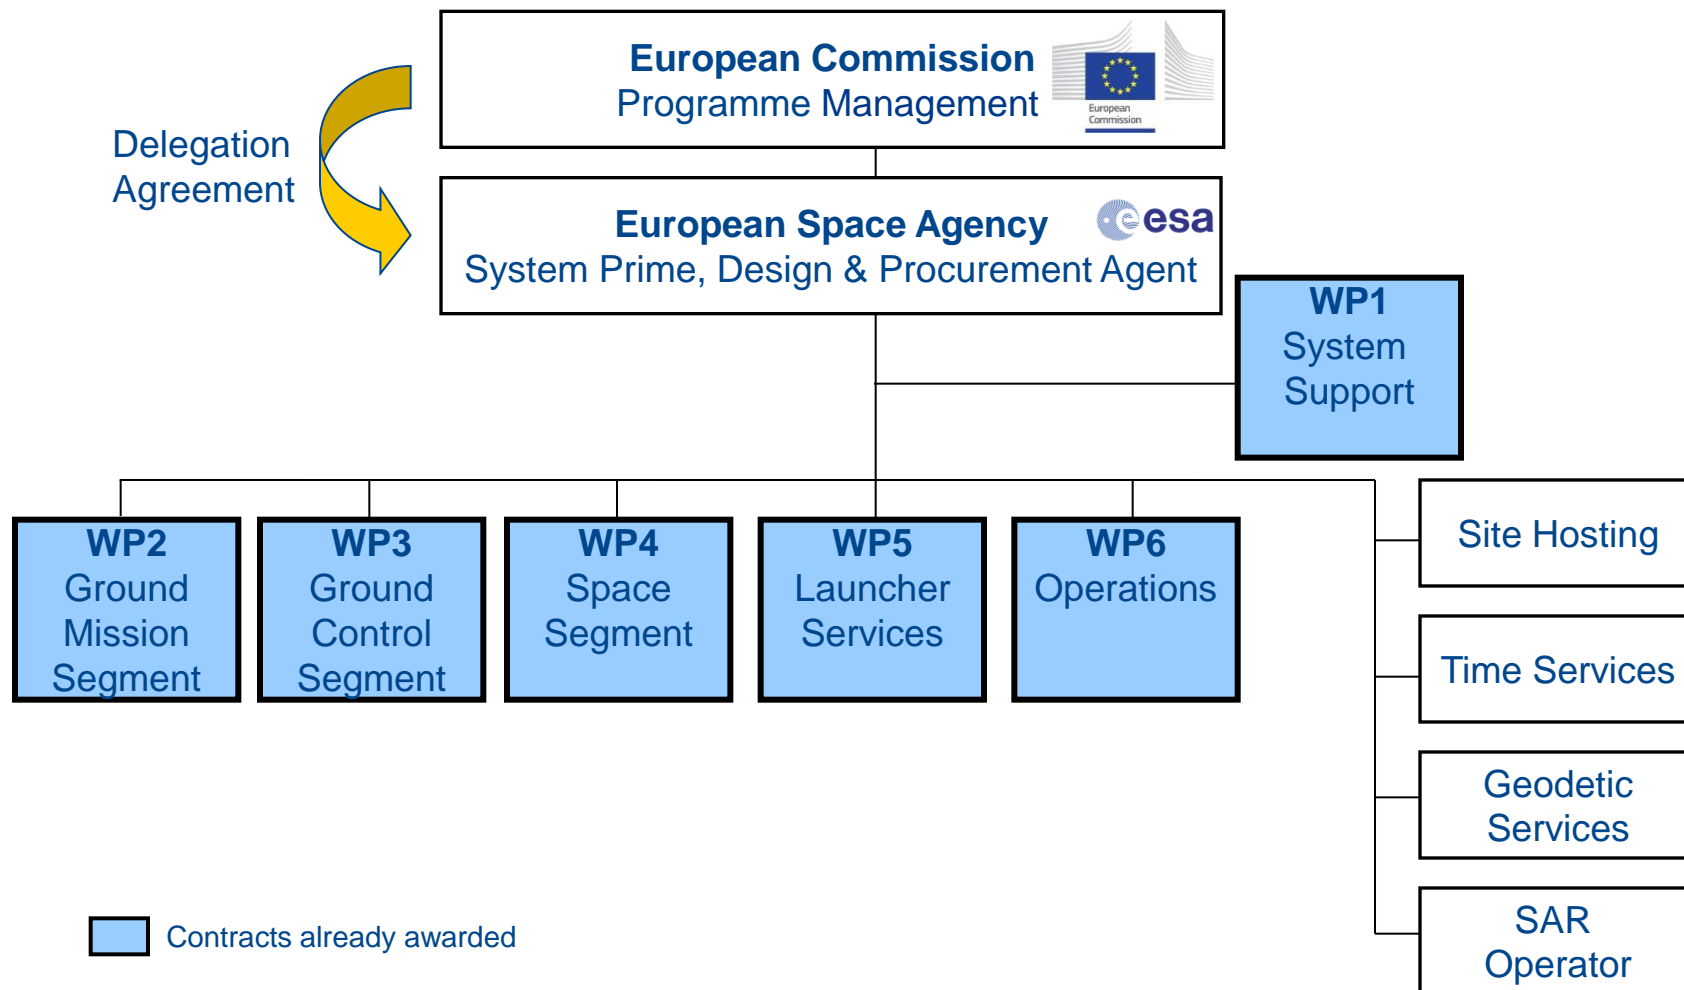 European Commission
Programme Management
European
Commission
Delegation
Agreement
European Space Agency
esa
System Prime, Design & Procurement Agent
WP1
System
Support
WP2
Ground
Mission
Segment
WP3
Ground
Control
Segment
WP4
Space
Segment
WP5
Launcher
Services
WP6
Operations
Site Hosting
Time Services
Geodetic
Services
SAR
Operator
Contracts already awarded